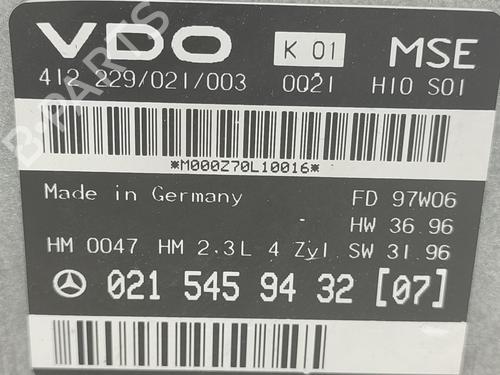 VDO K 01 MSE
412 229/021/003 0021 H10 S01
*M000Z70L10016*
Made in Germany FD 97W06
HW 36.96
HM 0047 HM 2.3L 4 Zyl. SW 31.96
021 545 94 32 [07]
B-PARTS